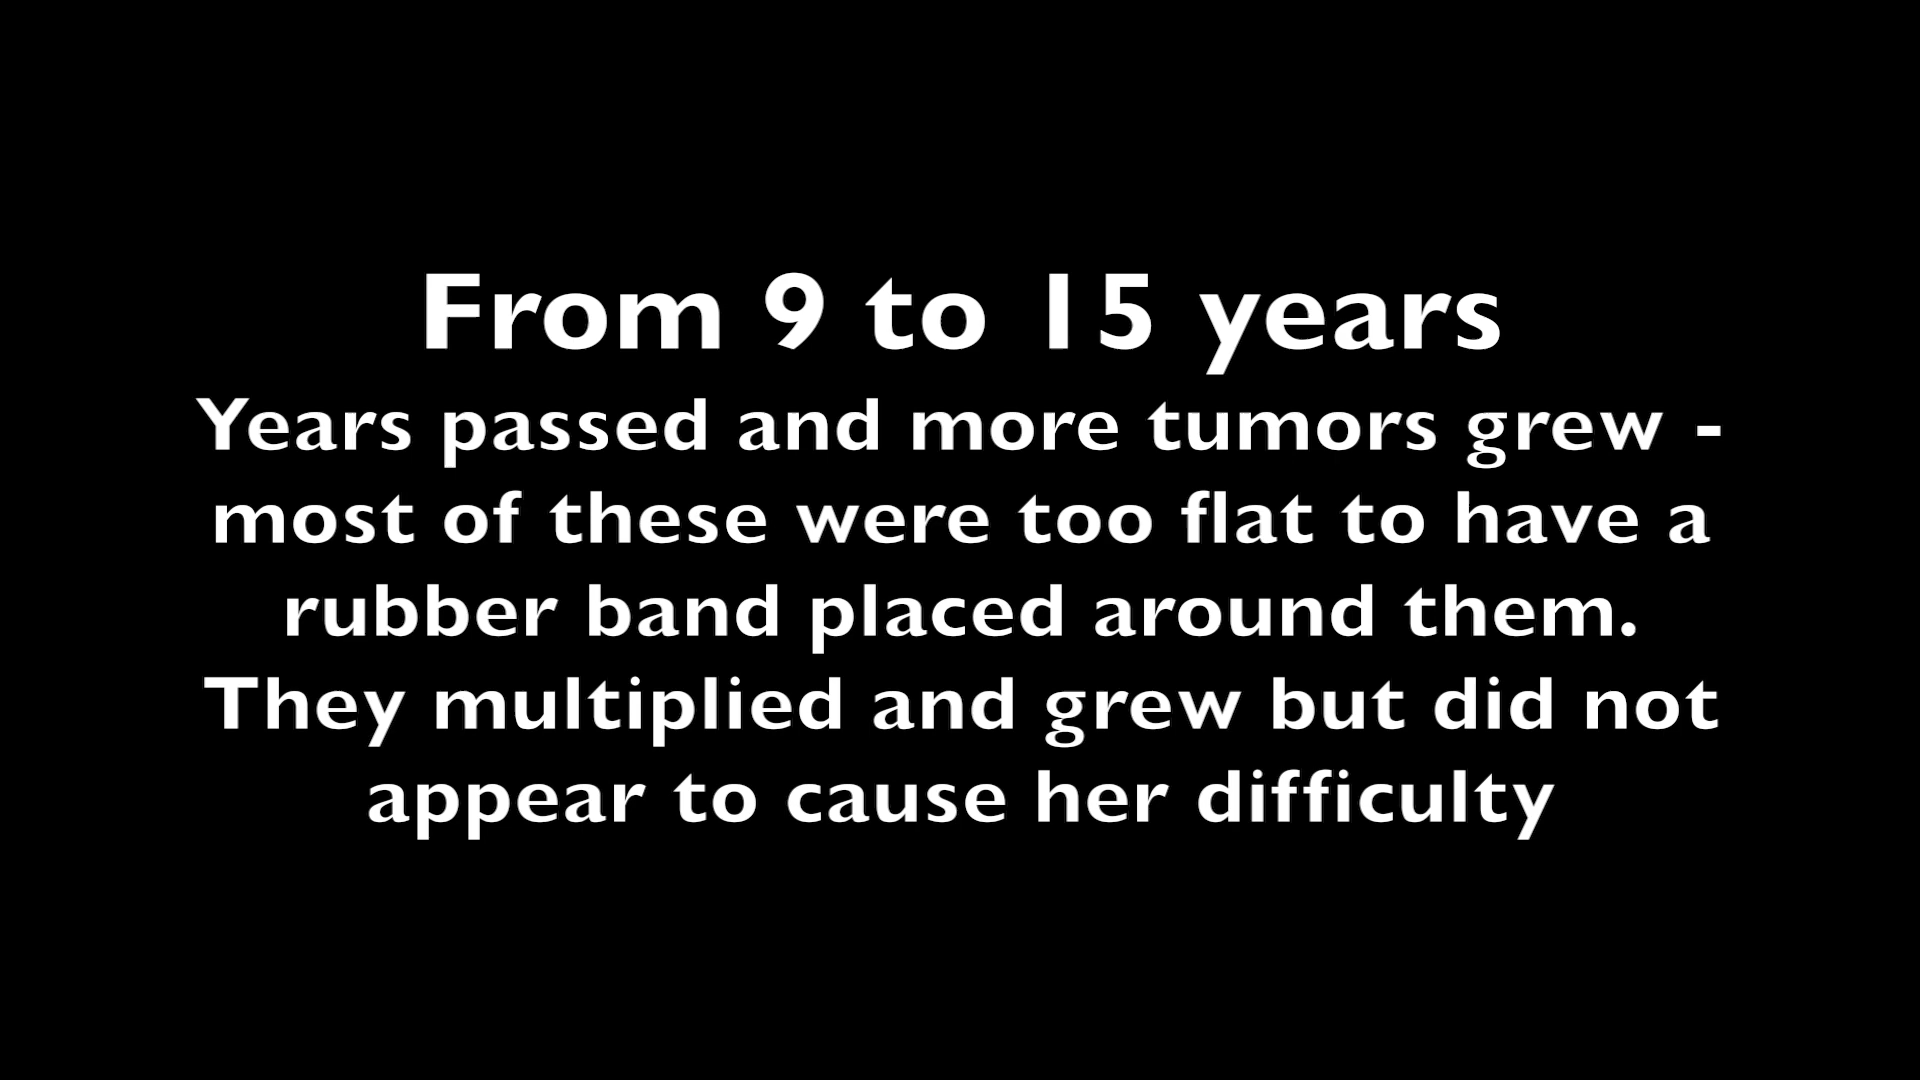 From 9 to 15 years
Years passed and more tumors grew -
most of these were too flat to have a
rubber band placed around them.
They multiplied and grew but did not
appear to cause her difficulty